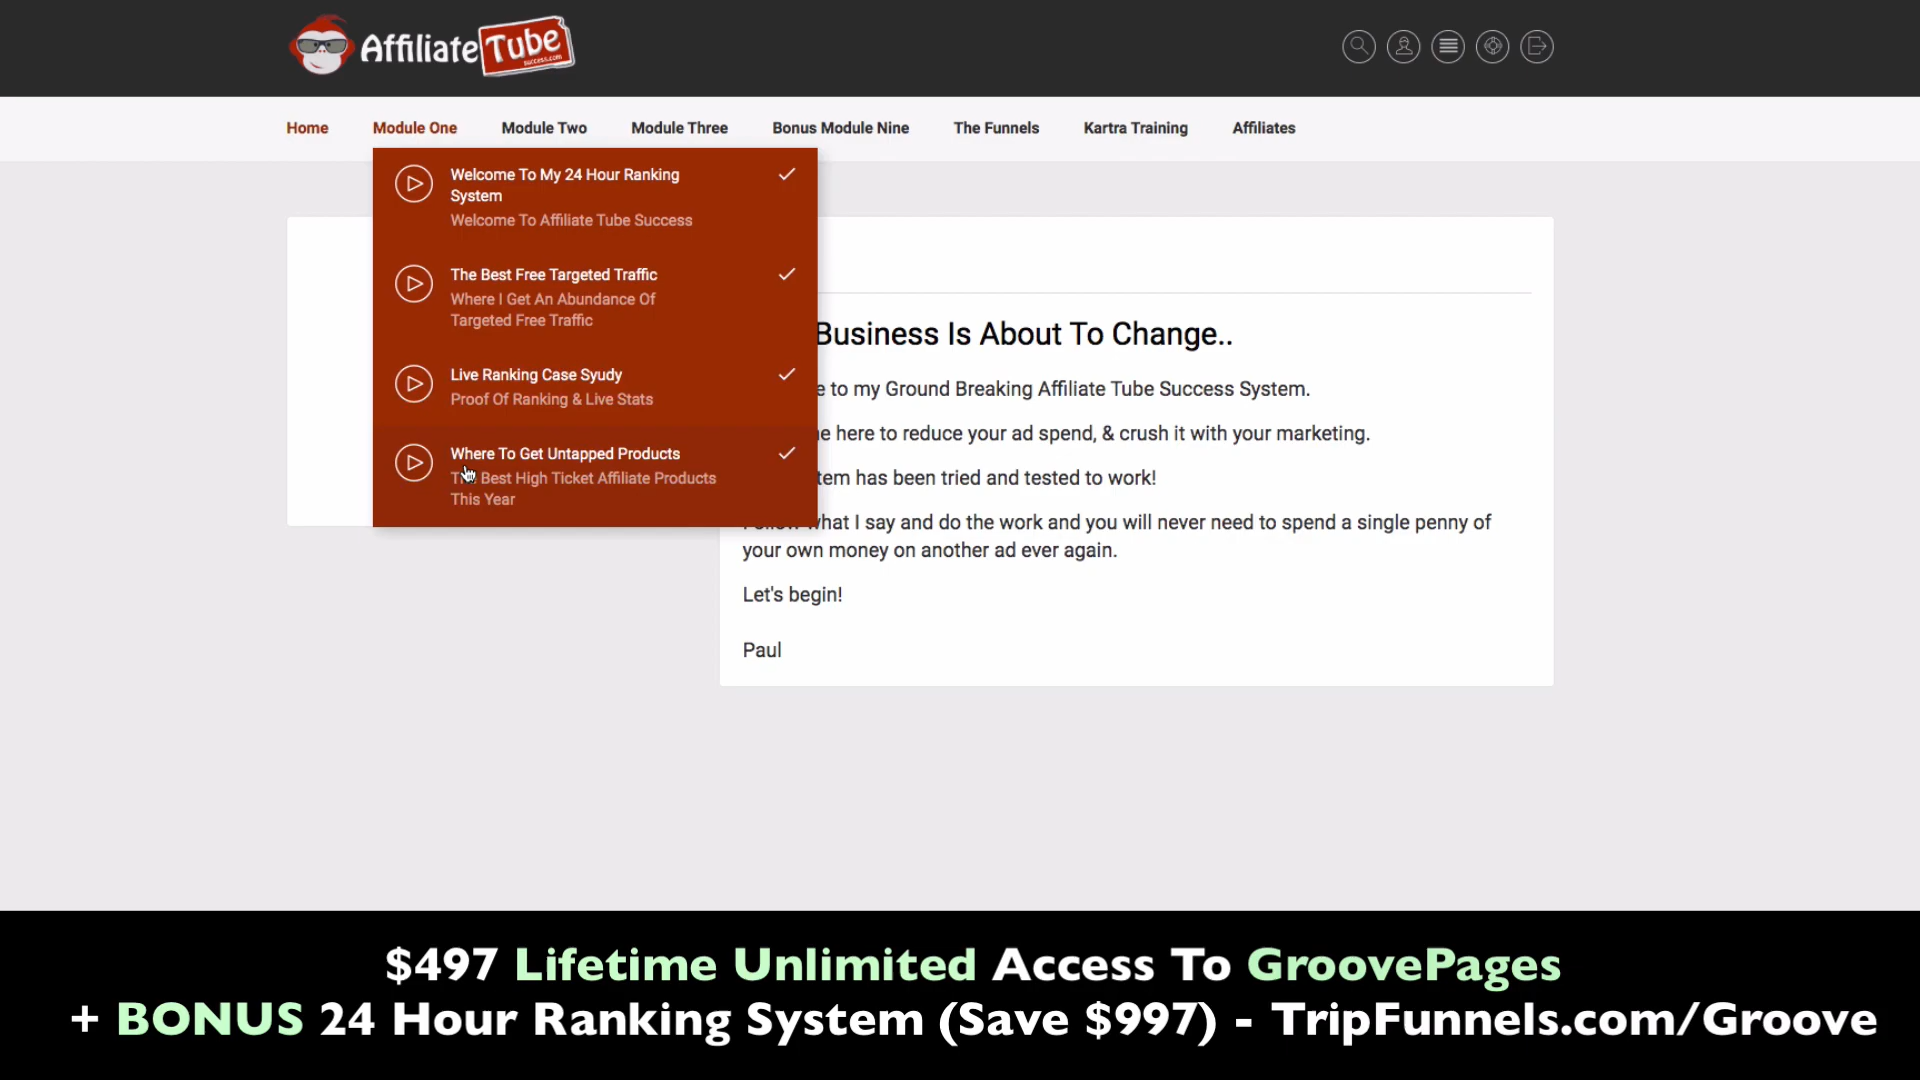 Affiliate Tube
success.com
Home Module One Module Two Module Three Bonus Module Nine The Funnels Kartra Training Affiliates
Welcome To My 24 Hour Ranking
System
Welcome To Affiliate Tube Success
The Best Free Targeted Traffic
Where I Get An Abundance Of
Targeted Free Traffic
Live Ranking Case Syudy
Proof Of Ranking & Live Stats
Where To Get Untapped Products
The Best High Ticket Affiliate Products
This Year
Business Is About To Change..
to my Ground Breaking Affiliate Tube Success System.
here to reduce your ad spend, & crush it with your marketing.
has been tried and tested to work!
what I say and do the work and you will never need to spend a single penny of
your own money on another ad ever again.
Let's begin!
Paul
$497 Lifetime Unlimited Access To GroovePages
+ BONUS 24 Hour Ranking System (Save $997) - TripFunnels.com/Groove